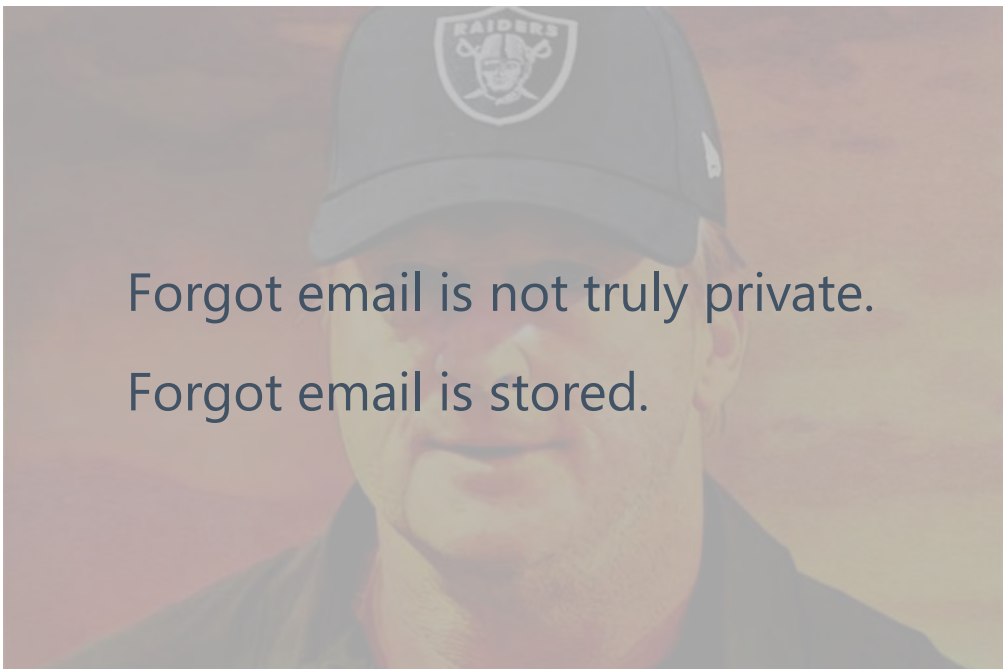 RAIDERS
Forgot email is not truly private.
Forgot email is stored.